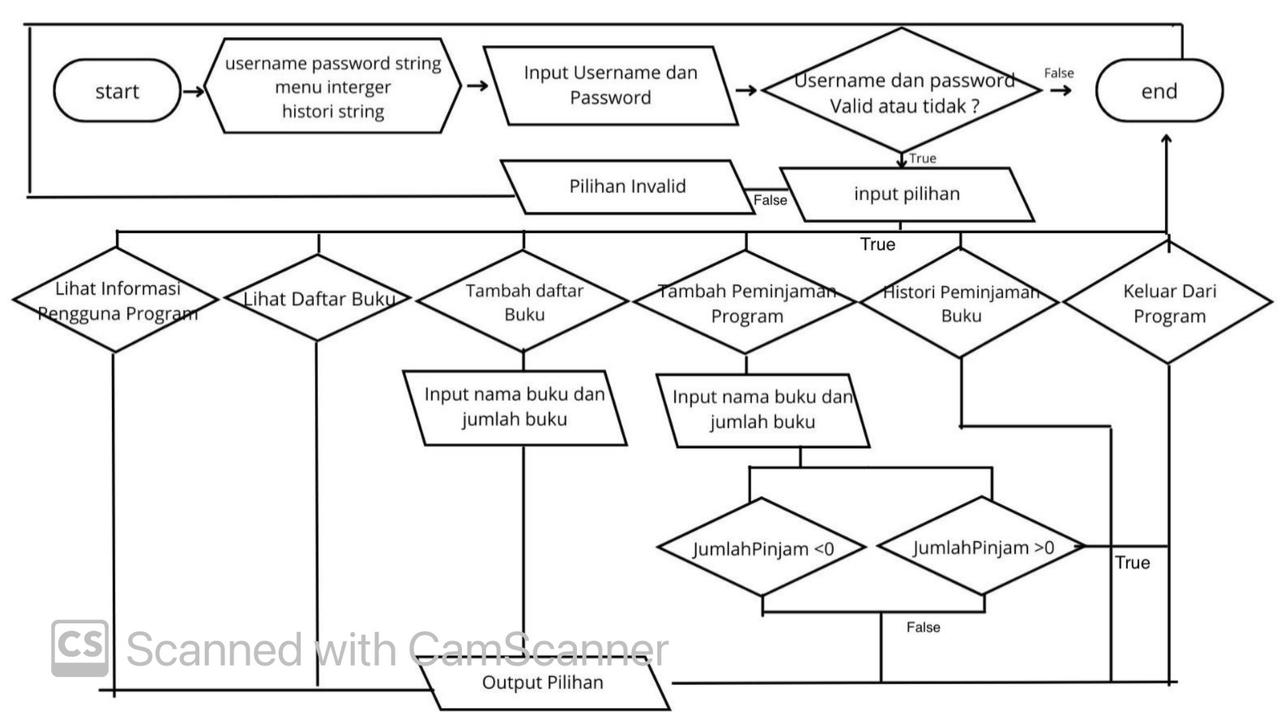 start
username password string
menu interger
histori string
Input Username dan
Password
Username dan password
Valid atau tidak ?
False
end
True
Pilihan Invalid
False
input pilihan
True
Lihat Informasi
Pengguna Program
Lihat Daftar Buku
Tambah daftar
Buku
Tambah Peminjaman
Program
Histori Peminjaman
Buku
Keluar Dari
Program
Input nama buku dan
jumlah buku
Input nama buku dan
jumlah buku
JumlahPinjam <0
JumlahPinjam >0
True
False
CS Scanned with CamScanner
Output Pilihan